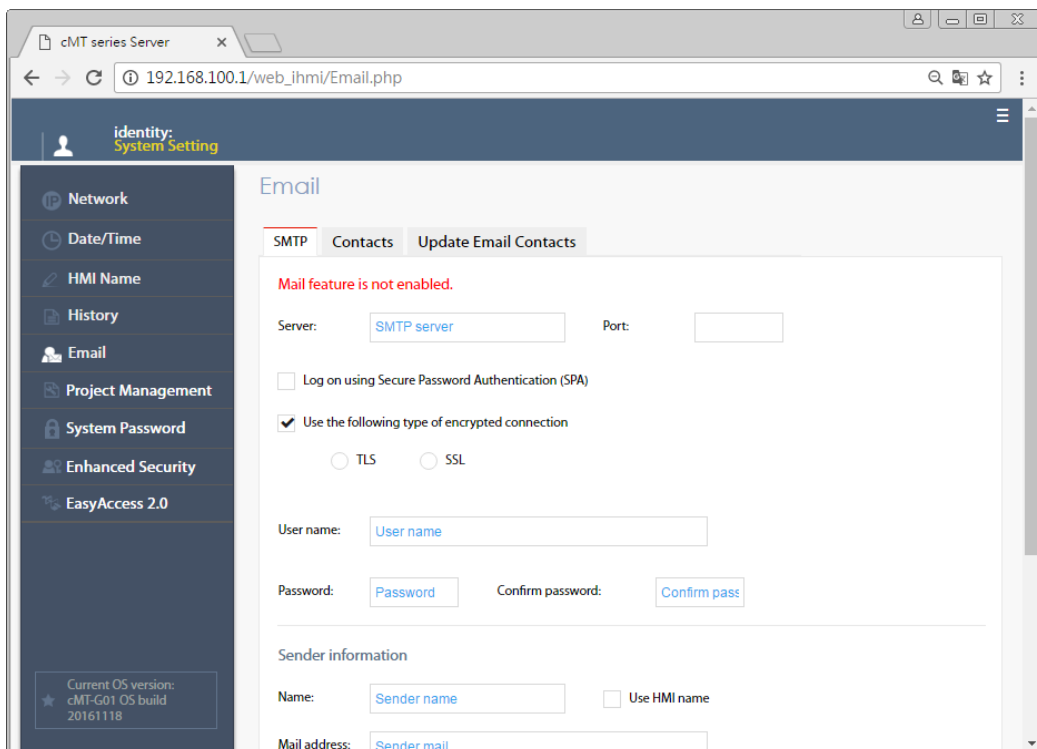 cMT series Server
192.168.100.1/web_ihmi/Email.php
identity:
System Setting
IP Network
Date/Time
HMI Name
History
Email
Project Management
System Password
Enhanced Security
EasyAccess 2.0
Current OS version:
cMT-G01 OS build
20161118
Email
SMTP Contacts Update Email Contacts
Mail feature is not enabled.
Server: SMTP server Port:
Log on using Secure Password Authentication (SPA)
Use the following type of encrypted connection
TLS SSL
User name: User name
Password: Password Confirm password: Confirm pass
Sender information
Name: Sender name Use HMI name
Mail address: Sender mail